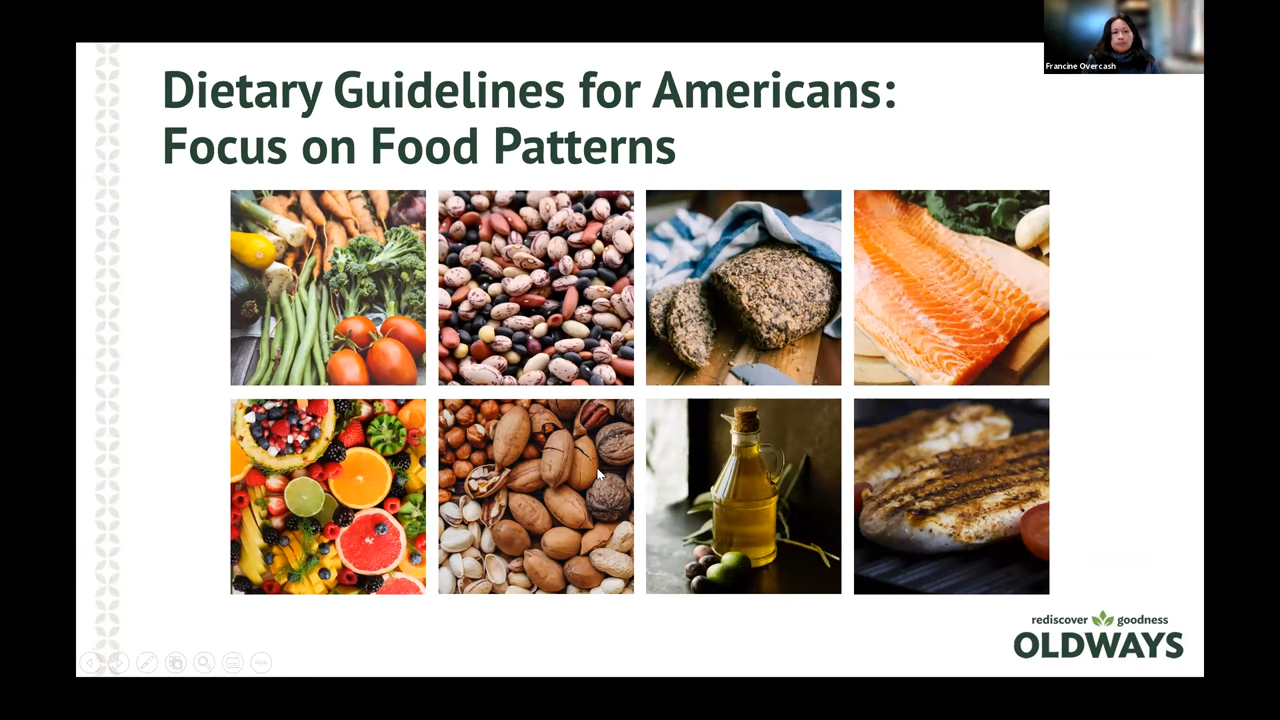 Francine Overcash
Dietary Guidelines for Americans:
Focus on Food Patterns
rediscover goodness
OLDWAYS